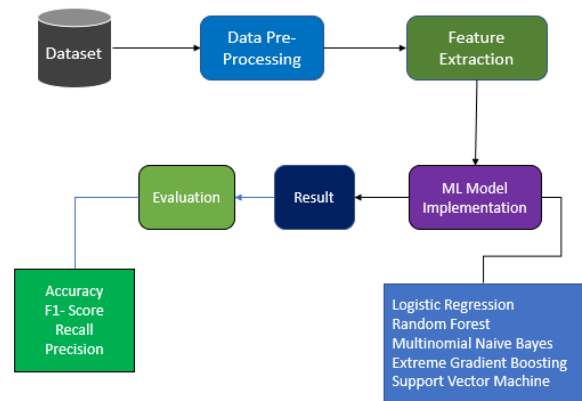 Dataset
Data Pre-
Processing
Feature
Extraction
Evaluation
Result
ML Model
Implementation
Accuracy
F1- Score
Recall
Precision
Logistic Regression
Random Forest
Multinomial Naive Bayes
Extreme Gradient Boosting
Support Vector Machine